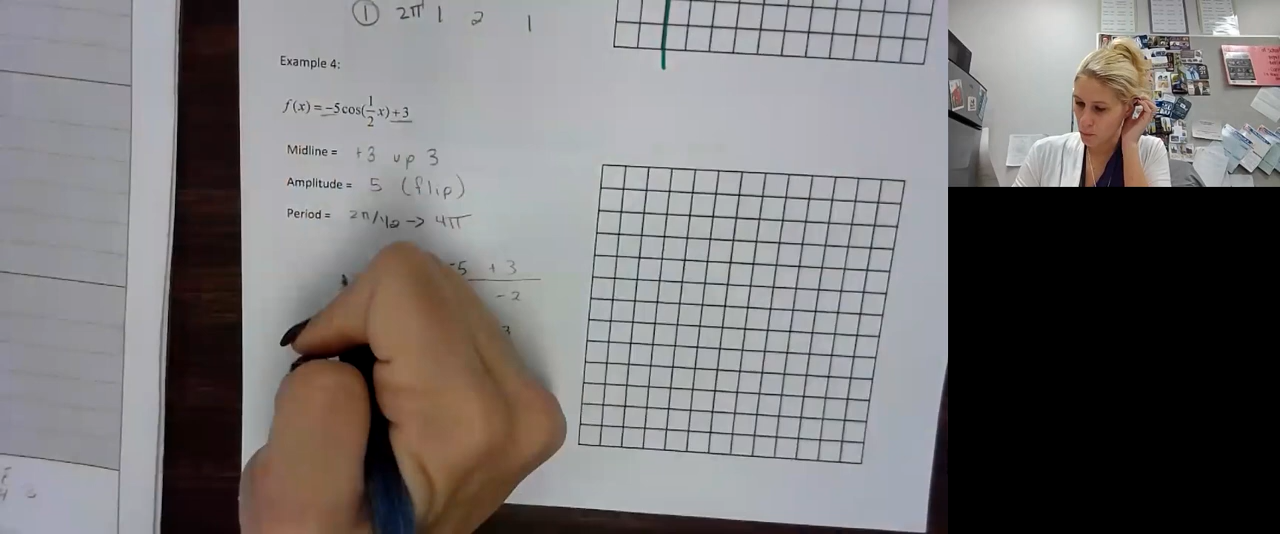 ① 2π 1 2 1
Example 4:
f(x) = -5cos(1/2 x) + 3
Midline = +3 up 3
Amplitude = 5 (flip)
Period = 2π/1/2 → 4π
-5 +3
-2
3